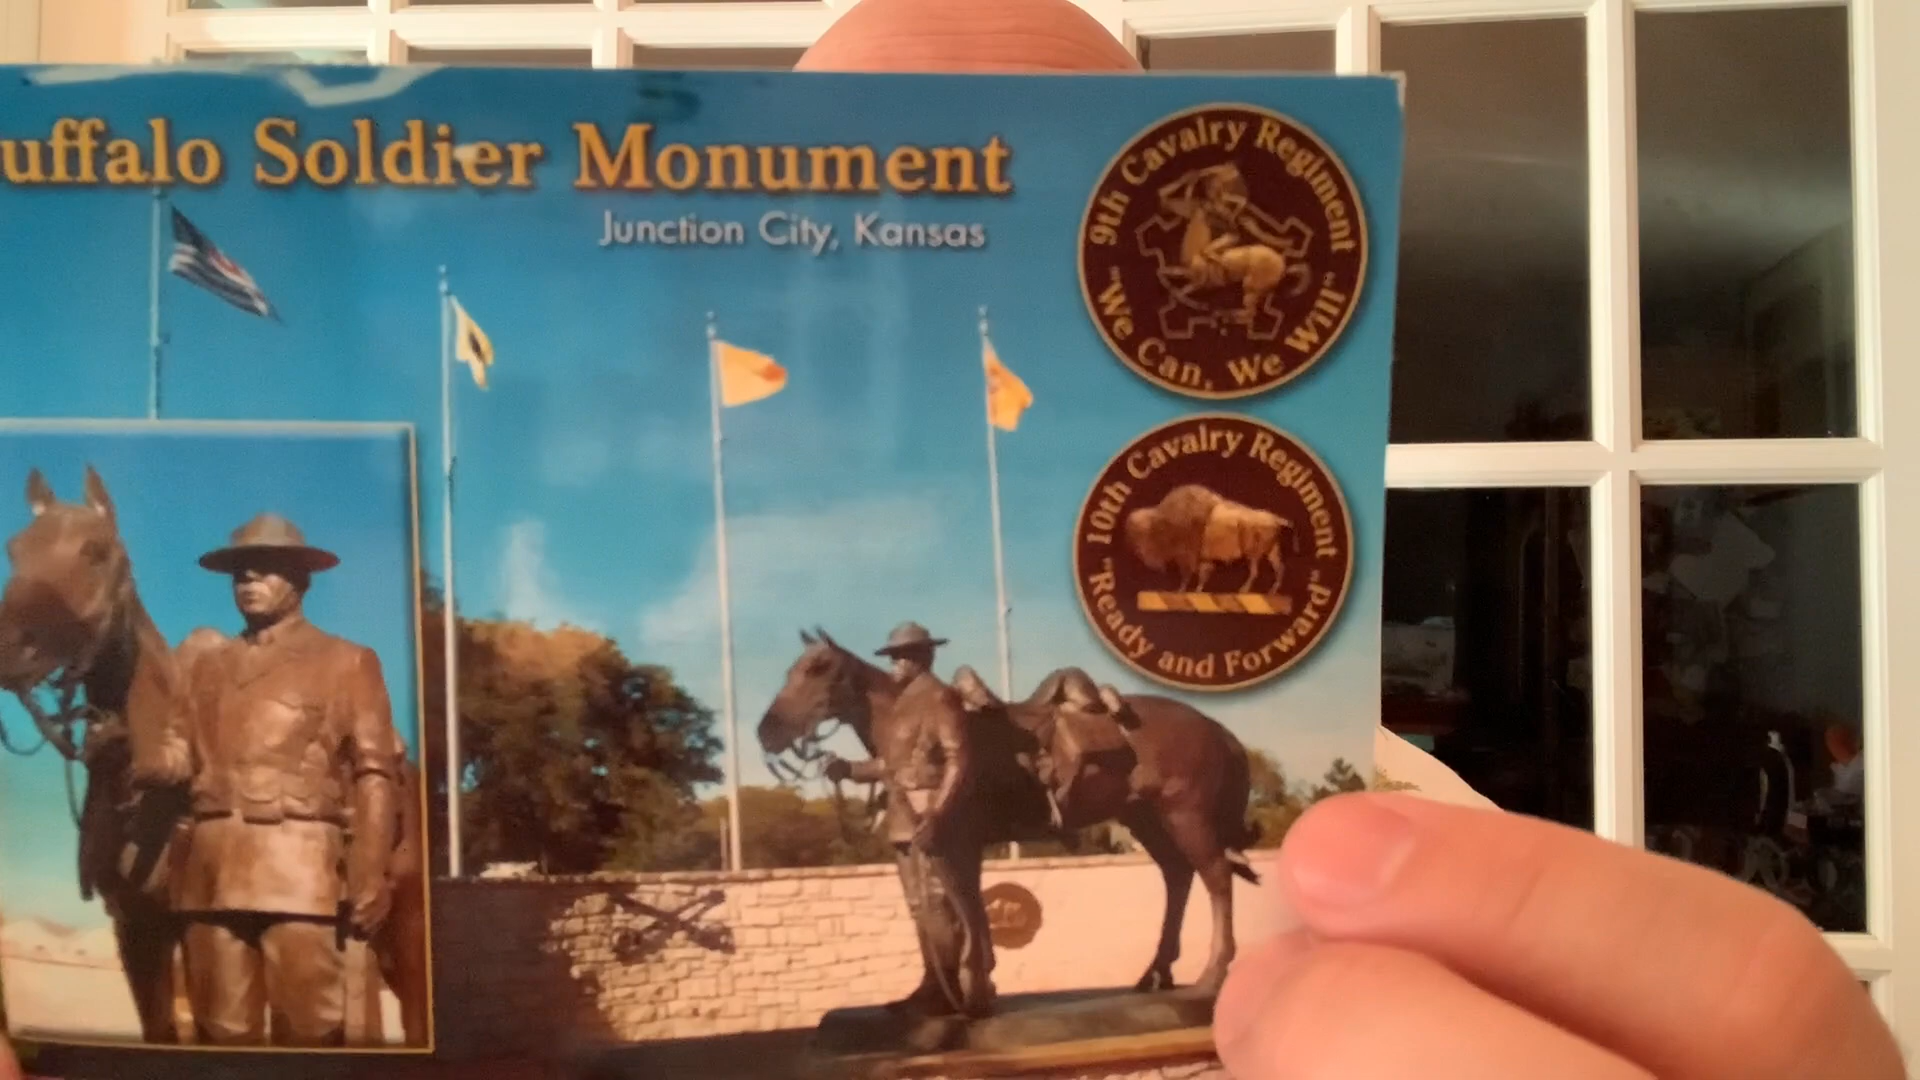 uffalo Soldier Monument
Junction City, Kansas
9th Cavalry Regiment
"We Can, We Will"
10th Cavalry Regiment
"Ready and Forward"